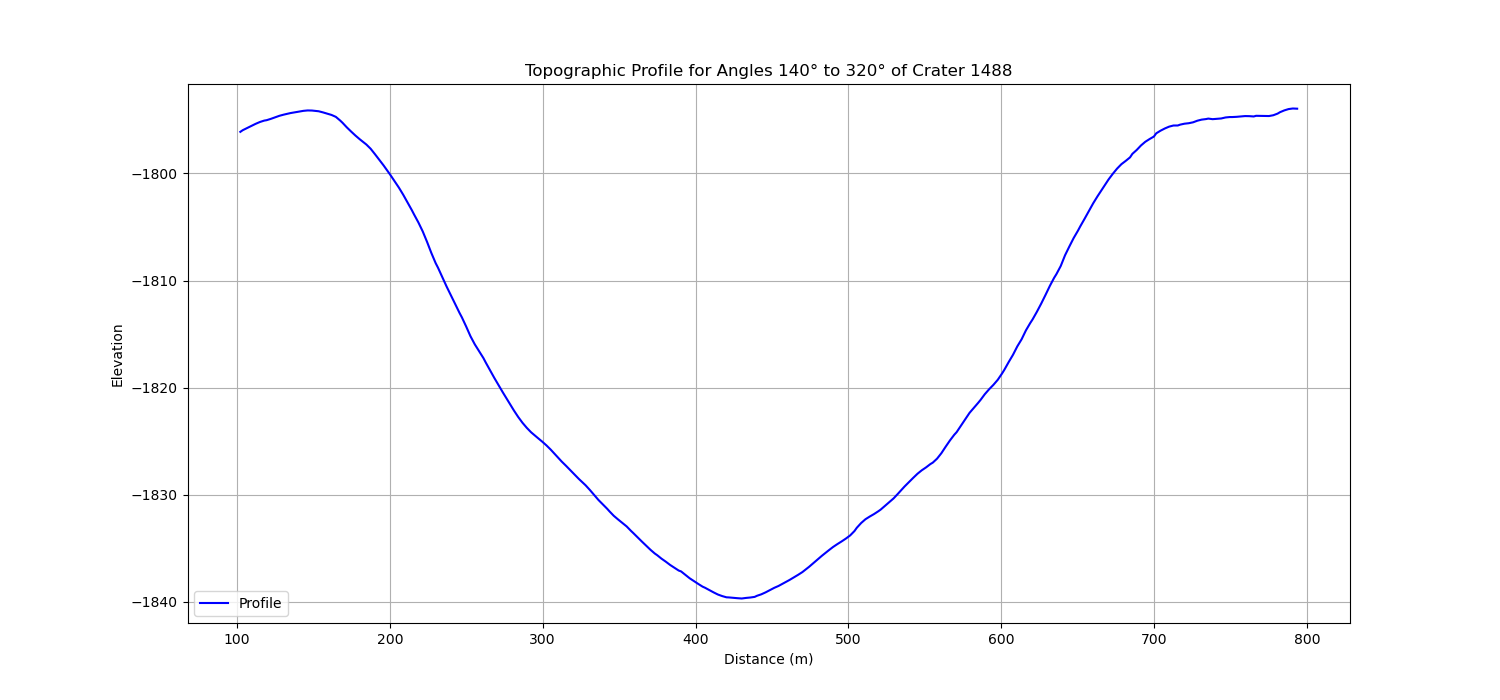 Topographic Profile for Angles 140° to 320° of Crater 1488
Elevation
−1800
−1810
−1820
−1830
−1840
Profile
100 200 300 400 500 600 700 800
Distance (m)